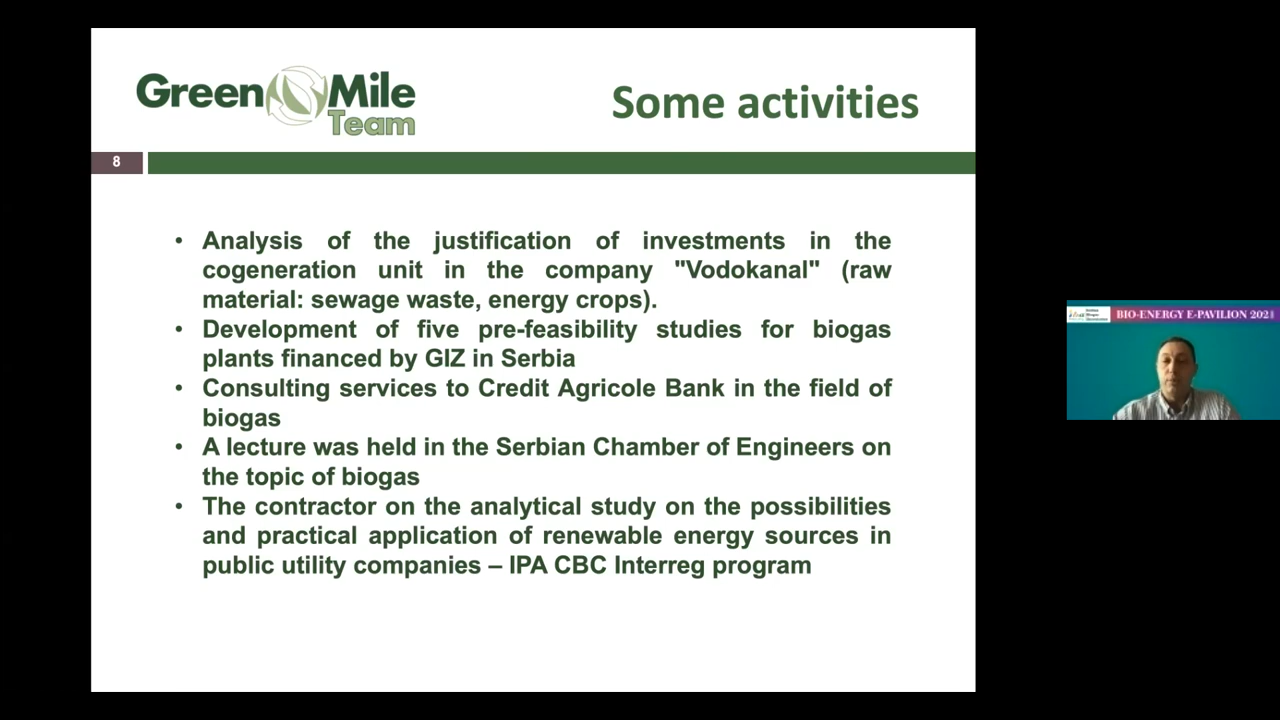 Green Mile
Team
Some activities
8
• Analysis of the justification of investments in the
cogeneration unit in the company "Vodokanal" (raw
material: sewage waste, energy crops).
• Development of five pre-feasibility studies for biogas
plants financed by GIZ in Serbia
• Consulting services to Credit Agricole Bank in the field of
biogas
• A lecture was held in the Serbian Chamber of Engineers on
the topic of biogas
• The contractor on the analytical study on the possibilities
and practical application of renewable energy sources in
public utility companies – IPA CBC Interreg program
BIO-ENERGY E-PAVILION 2021